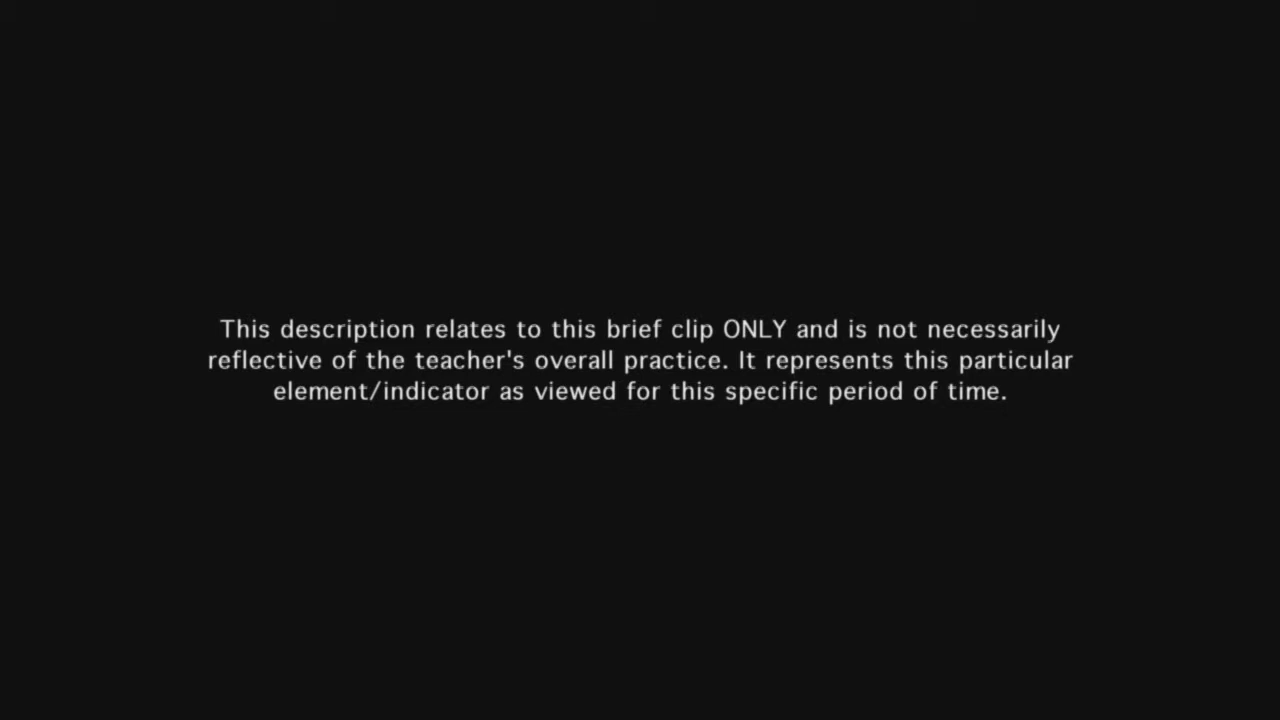 This description relates to this brief clip ONLY and is not necessarily
reflective of the teacher's overall practice. It represents this particular
element/indicator as viewed for this specific period of time.